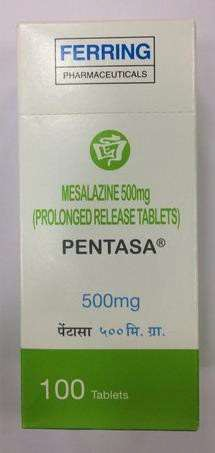 FERRING
PHARMACEUTICALS
MESALAZINE 500mg
(PROLONGED RELEASE TABLETS)
PENTASA®
500mg
पेंटासा ५०० मि. ग्रा.
100 Tablets